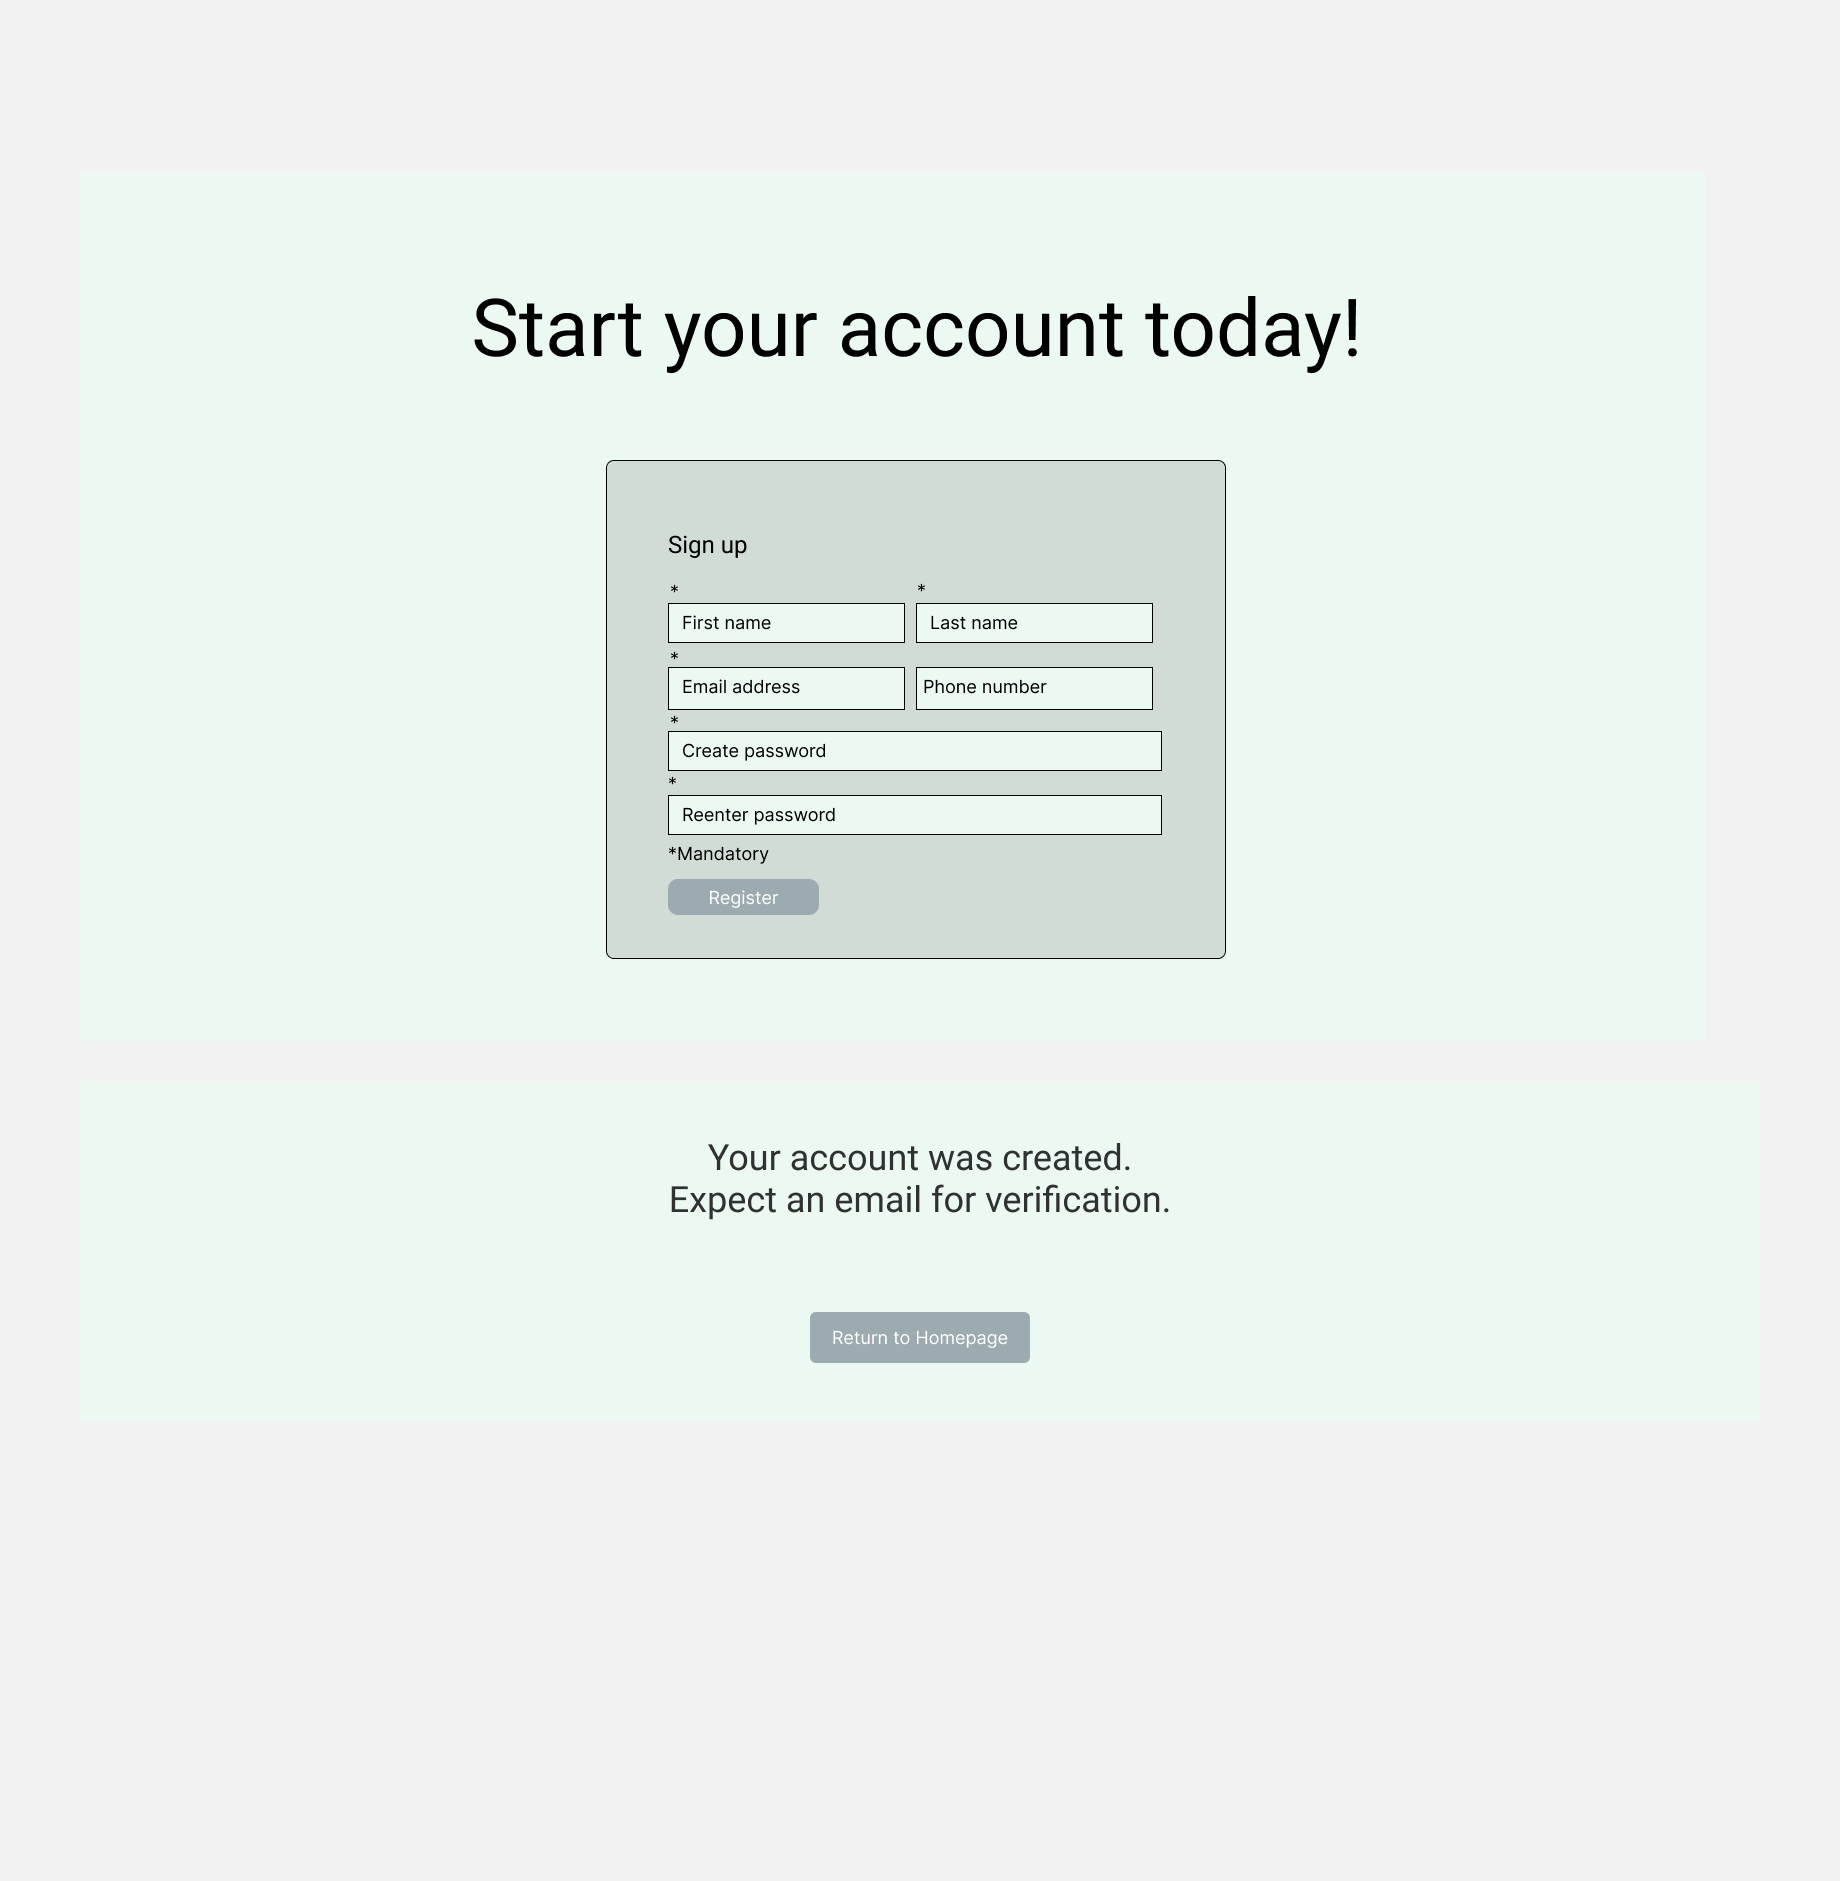 Start your account today!
Sign up
* *
First name Last name
*
Email address Phone number
*
Create password
*
Reenter password
*Mandatory
Register
Your account was created.
Expect an email for verification.
Return to Homepage